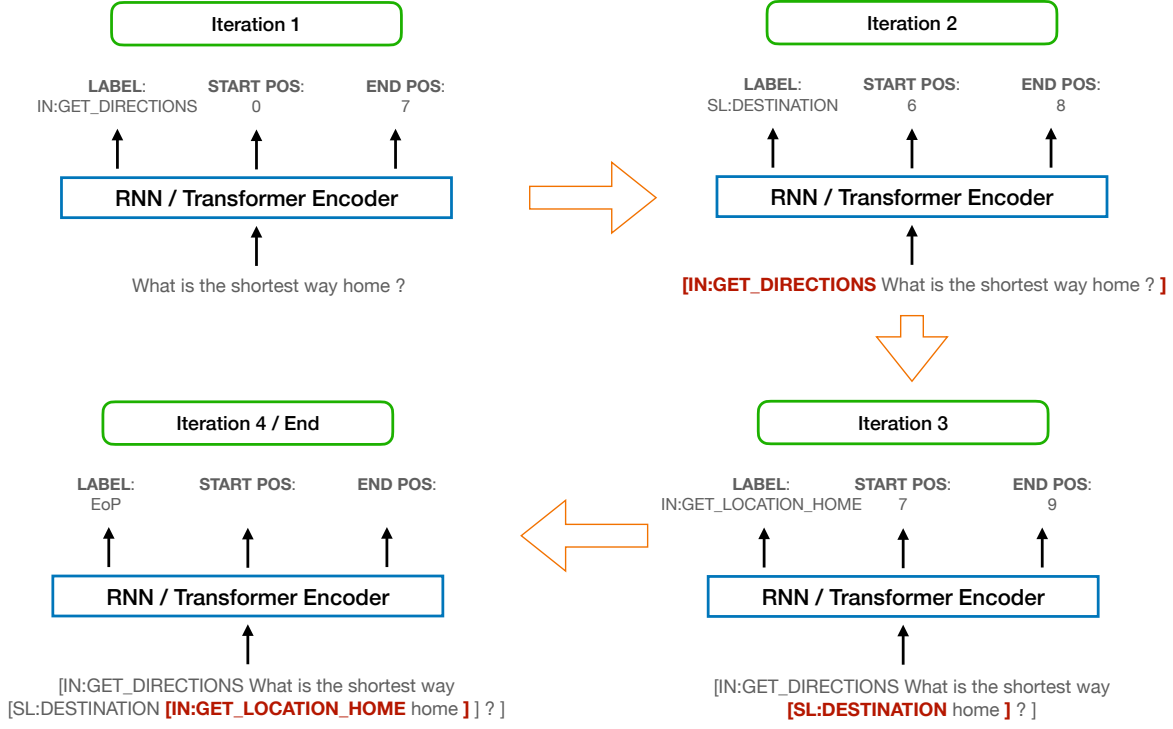 Iteration 1
LABEL: START POS: END POS:
IN:GET_DIRECTIONS 0 7
RNN / Transformer Encoder
What is the shortest way home ?
Iteration 2
LABEL: START POS: END POS:
SL:DESTINATION 6 8
RNN / Transformer Encoder
[IN:GET_DIRECTIONS What is the shortest way home ? ]
Iteration 3
LABEL: START POS: END POS:
IN:GET_LOCATION_HOME 7 9
RNN / Transformer Encoder
[IN:GET_DIRECTIONS What is the shortest way
[SL:DESTINATION home ] ? ]
Iteration 4 / End
LABEL: START POS: END POS:
EoP
RNN / Transformer Encoder
[IN:GET_DIRECTIONS What is the shortest way
[SL:DESTINATION [IN:GET_LOCATION_HOME home ] ] ? ]